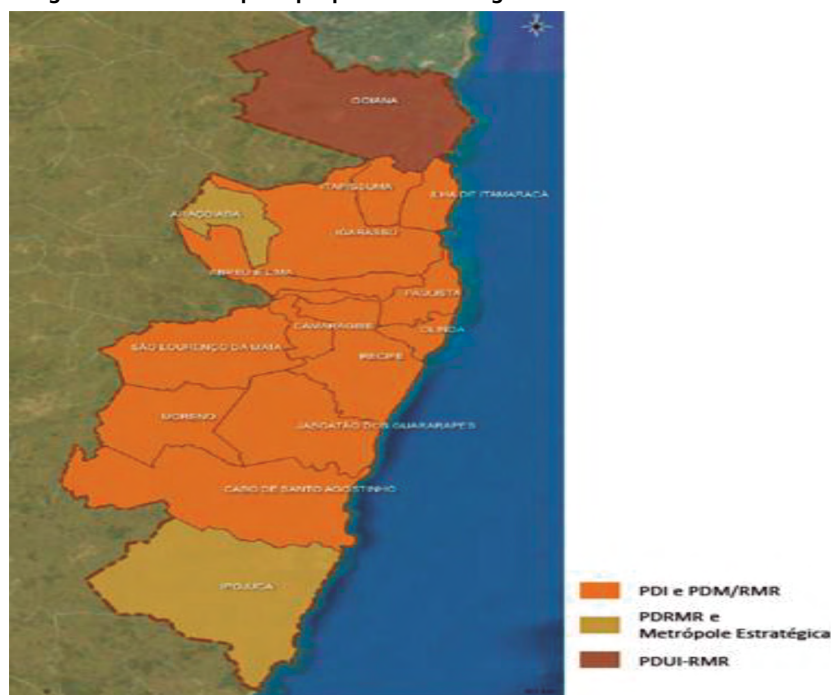 GOIANA
ITAPISSUMA
ILHA DE ITAMARACÁ
ARAÇOIABA
IGARASSU
ABREU E LIMA
PAULISTA
CAMARAGIBE
OLINDA
SÃO LOURENÇO DA MATA
RECIFE
MORENO
JABOATÃO DOS GUARARAPES
CABO DE SANTO AGOSTINHO
IPOJUCA
PDI e PDM/RMR
PDRMR e
Metrópole Estratégica
PDUI-RMR